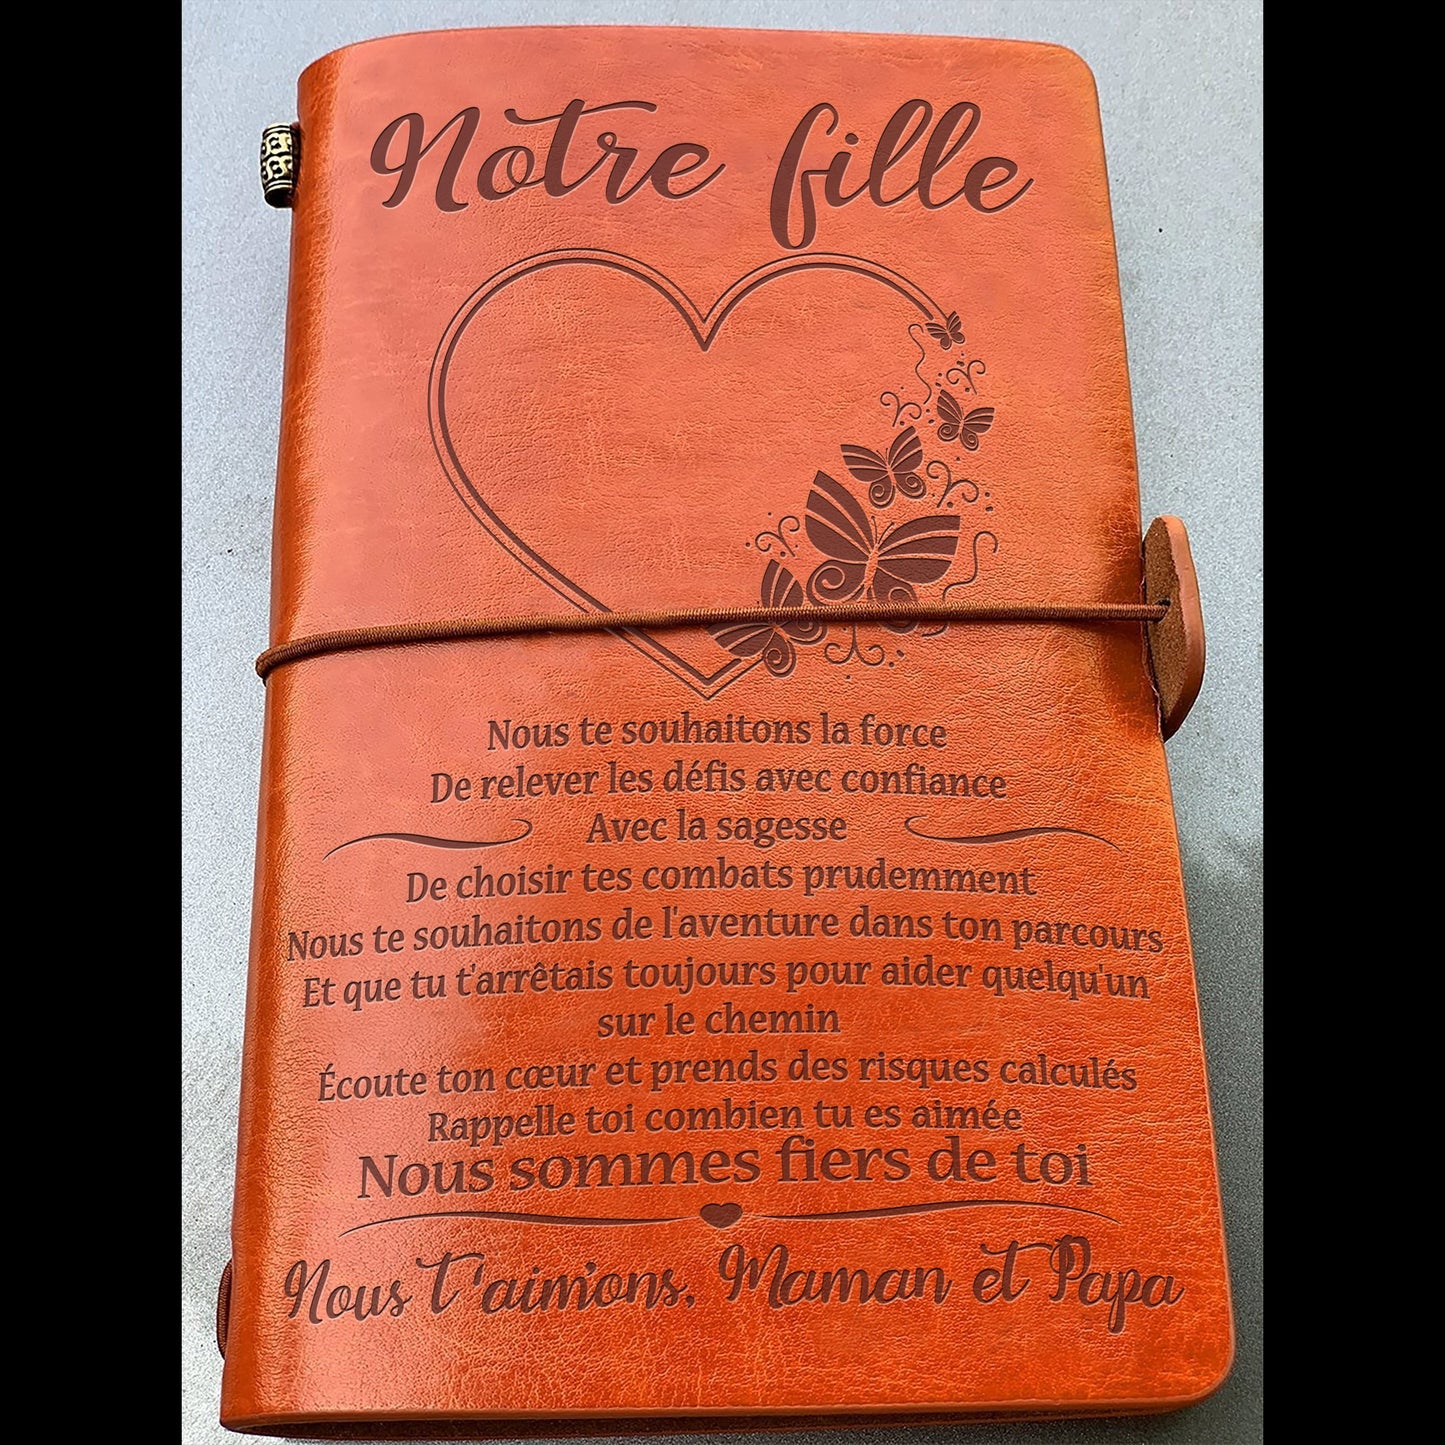 Notre fille
Nous te souhaitons la force
De relever les défis avec confiance
Avec la sagesse
De choisir tes combats prudemment
Nous te souhaitons de l'aventure dans ton parcours
Et que tu t'arrêtais toujours pour aider quelqu'un
sur le chemin
Écoute ton cœur et prends des risques calculés
Rappelle toi combien tu es aimée
Nous sommes fiers de toi
Nous t'aim'ons, Maman et Papa